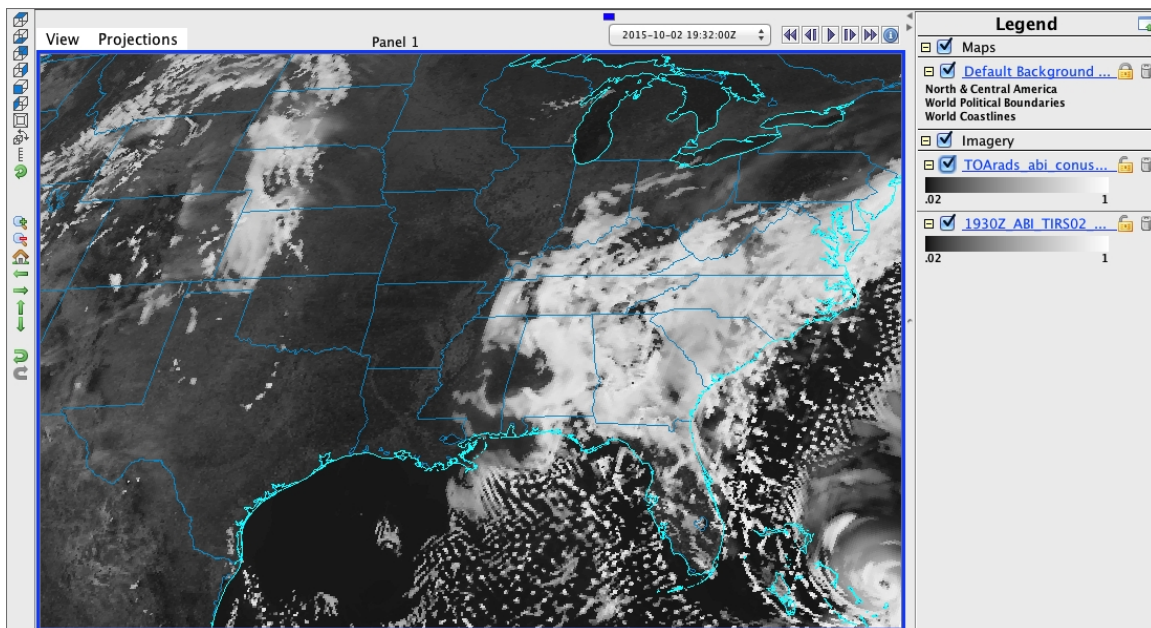 View Projections
Panel 1
2015-10-02 19:32:00Z
Legend
Maps
Default Background ...
North & Central America
World Political Boundaries
World Coastlines
Imagery
TOArads_abi_conus...
.02 1
1930Z_ABI_TIRS02_ ...
.02 1